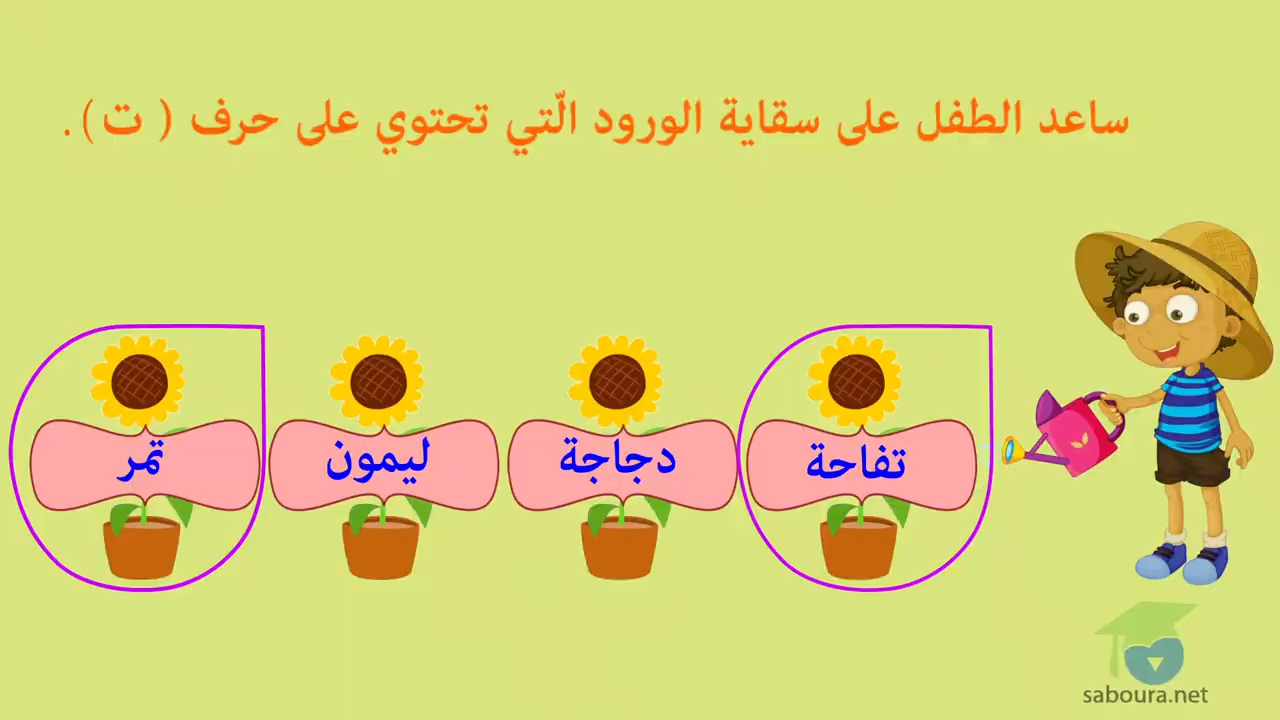 ساعد الطفل على سقاية الورود الّتي تحتوي على حرف ( ت ).
تفاحة
دجاجة
ليمون
تمر
saboura.net